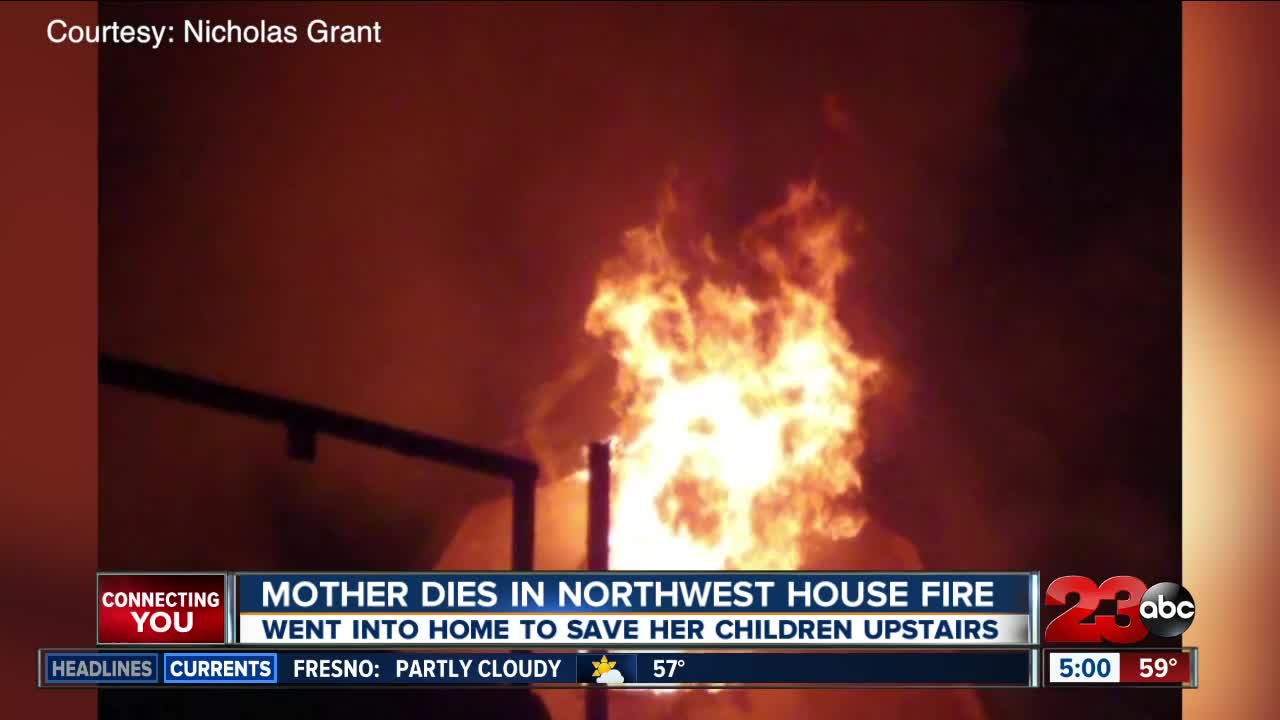 Courtesy: Nicholas Grant
CONNECTING
YOU
MOTHER DIES IN NORTHWEST HOUSE FIRE
WENT INTO HOME TO SAVE HER CHILDREN UPSTAIRS
23 abc
HEADLINES CURRENTS FRESNO: PARTLY CLOUDY 57° 5:00 59°